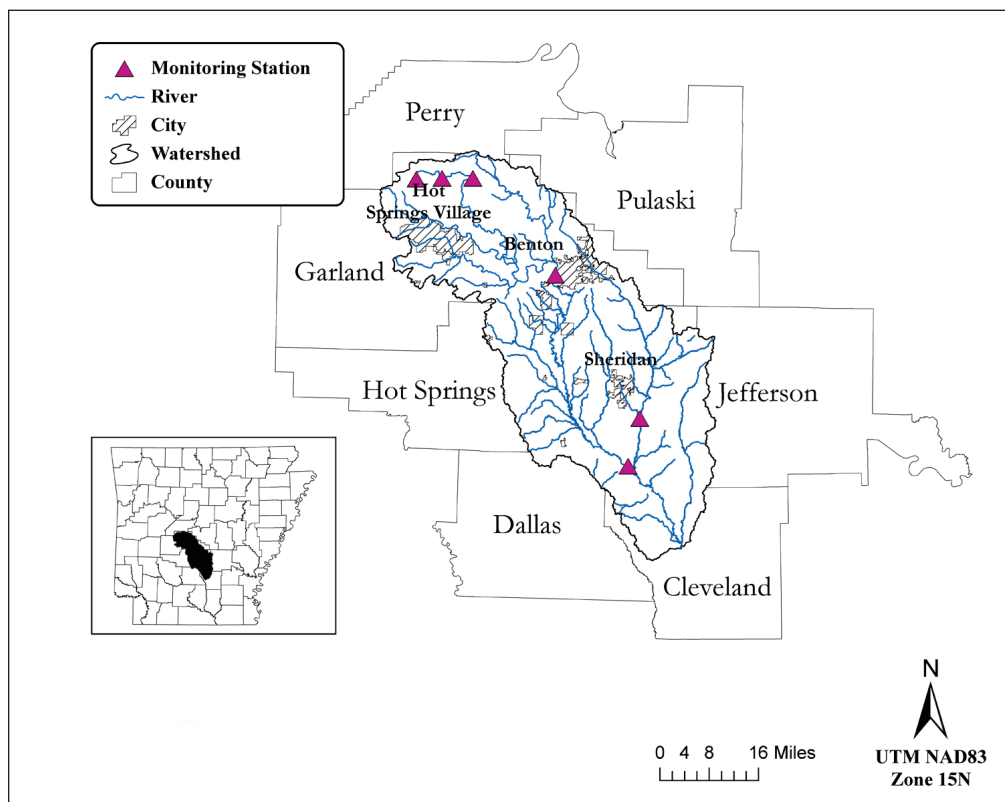 Monitoring Station
River
City
Watershed
County
Perry
Pulaski
Hot
Springs Village
Benton
Garland
Sheridan
Hot Springs
Jefferson
Dallas
Cleveland
N
0 4 8 16 Miles
UTM NAD83
Zone 15N